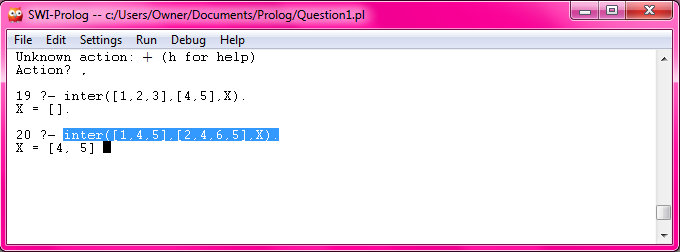 SWI-Prolog -- c:/Users/Owner/Documents/Prolog/Question1.pl
File Edit Settings Run Debug Help
Unknown action: + (h for help)
Action? .
19 ?- inter([1,2,3],[4,5],X).
X = [].
20 ?- inter([1,4,5],[2,4,6,5],X).
X = [4, 5]